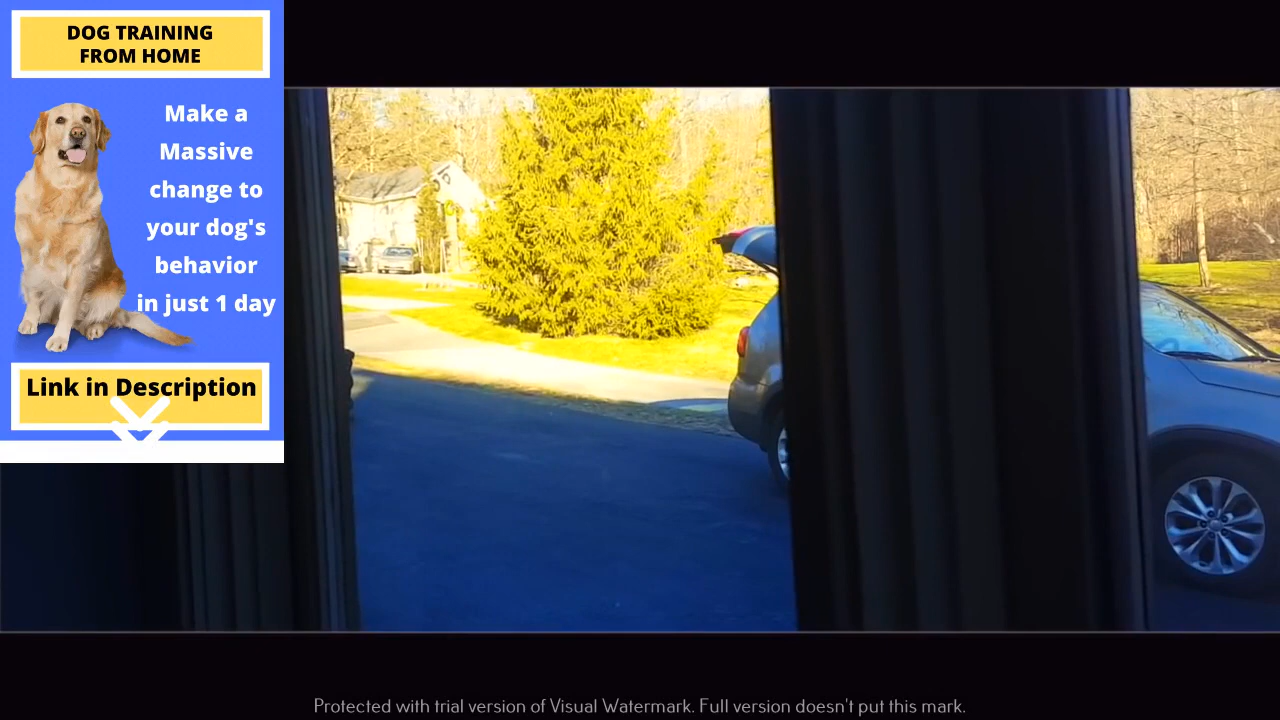 DOG TRAINING
FROM HOME
Make a
Massive
change to
your dog's
behavior
in just 1 day
Link in Description
Protected with trial version of Visual Watermark. Full version doesn't put this mark.